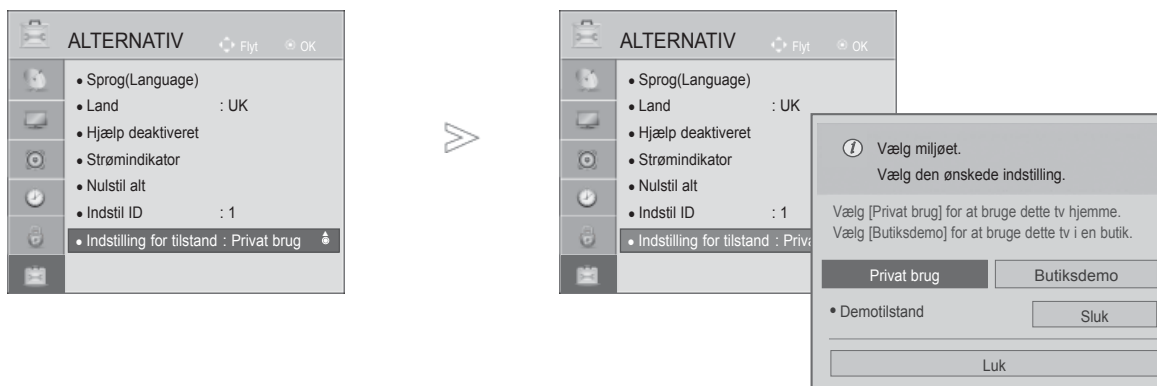 ALTERNATIV Flyt OK
• Sprog(Language)
• Land : UK
• Hjælp deaktiveret
• Strømindikator
• Nulstil alt
• Indstil ID : 1
• Indstilling for tilstand : Privat brug
ALTERNATIV Flyt OK
• Sprog(Language)
• Land : UK
• Hjælp deaktiveret
• Strømindikator
• Nulstil alt
• Indstil ID : 1
• Indstilling for tilstand : Priva
i Vælg miljøet.
Vælg den ønskede indstilling.
Vælg [Privat brug] for at bruge dette tv hjemme.
Vælg [Butiksdemo] for at bruge dette tv i en butik.
Privat brug Butiksdemo
• Demotilstand Sluk
Luk